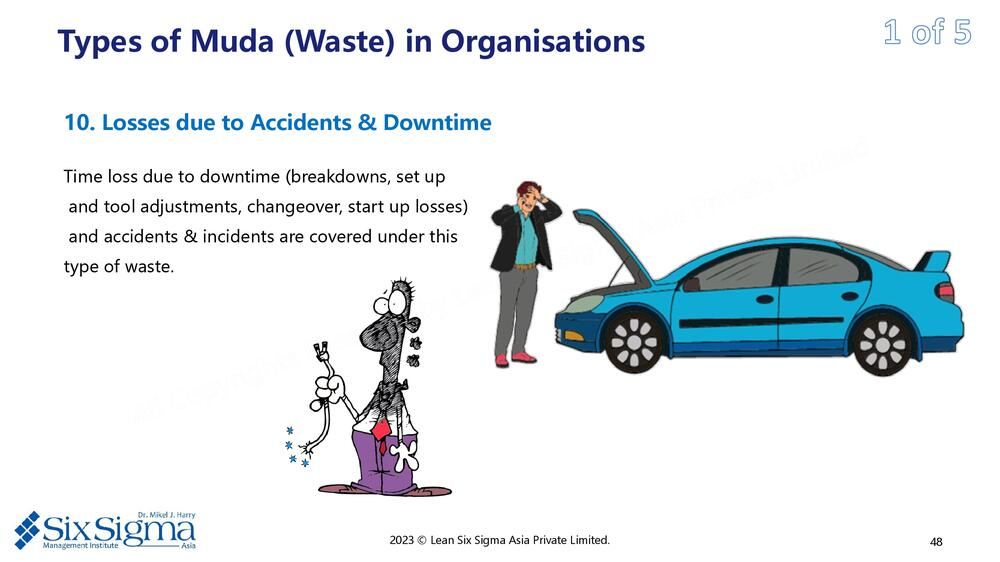 Types of Muda (Waste) in Organisations
1 of 5
10. Losses due to Accidents & Downtime
Time loss due to downtime (breakdowns, set up
and tool adjustments, changeover, start up losses)
and accidents & incidents are covered under this
type of waste.
Dr. Mikel J. Harry
SixSigma
Management Institute Asia
2023 © Lean Six Sigma Asia Private Limited.
48